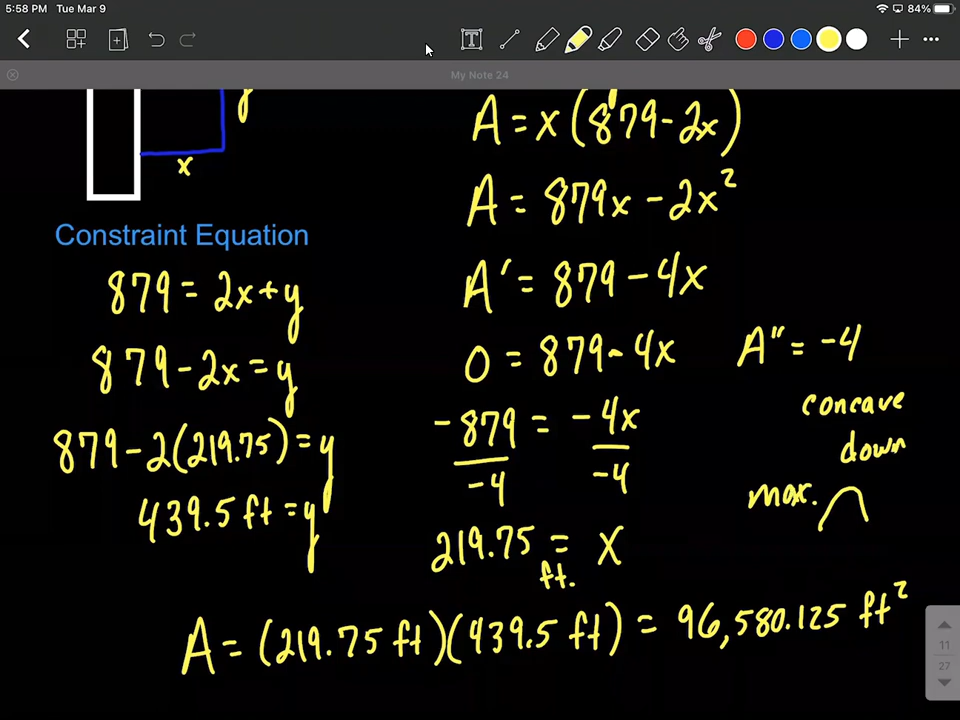 5:58 PM Tue Mar 9
84%
My Note 24
y
x
Constraint Equation
879 = 2x+y
879-2x=y
879-2(219.75)=y
439.5 ft =y
A=x(879-2x)
A= 879x-2x²
A'= 879-4x
0 = 879-4x
-879 = -4x
-4 -4
219.75 = x
ft.
A"= -4
concave
down
max.
A= (219.75 ft)(439.5 ft) = 96,580.125 ft²
11
27